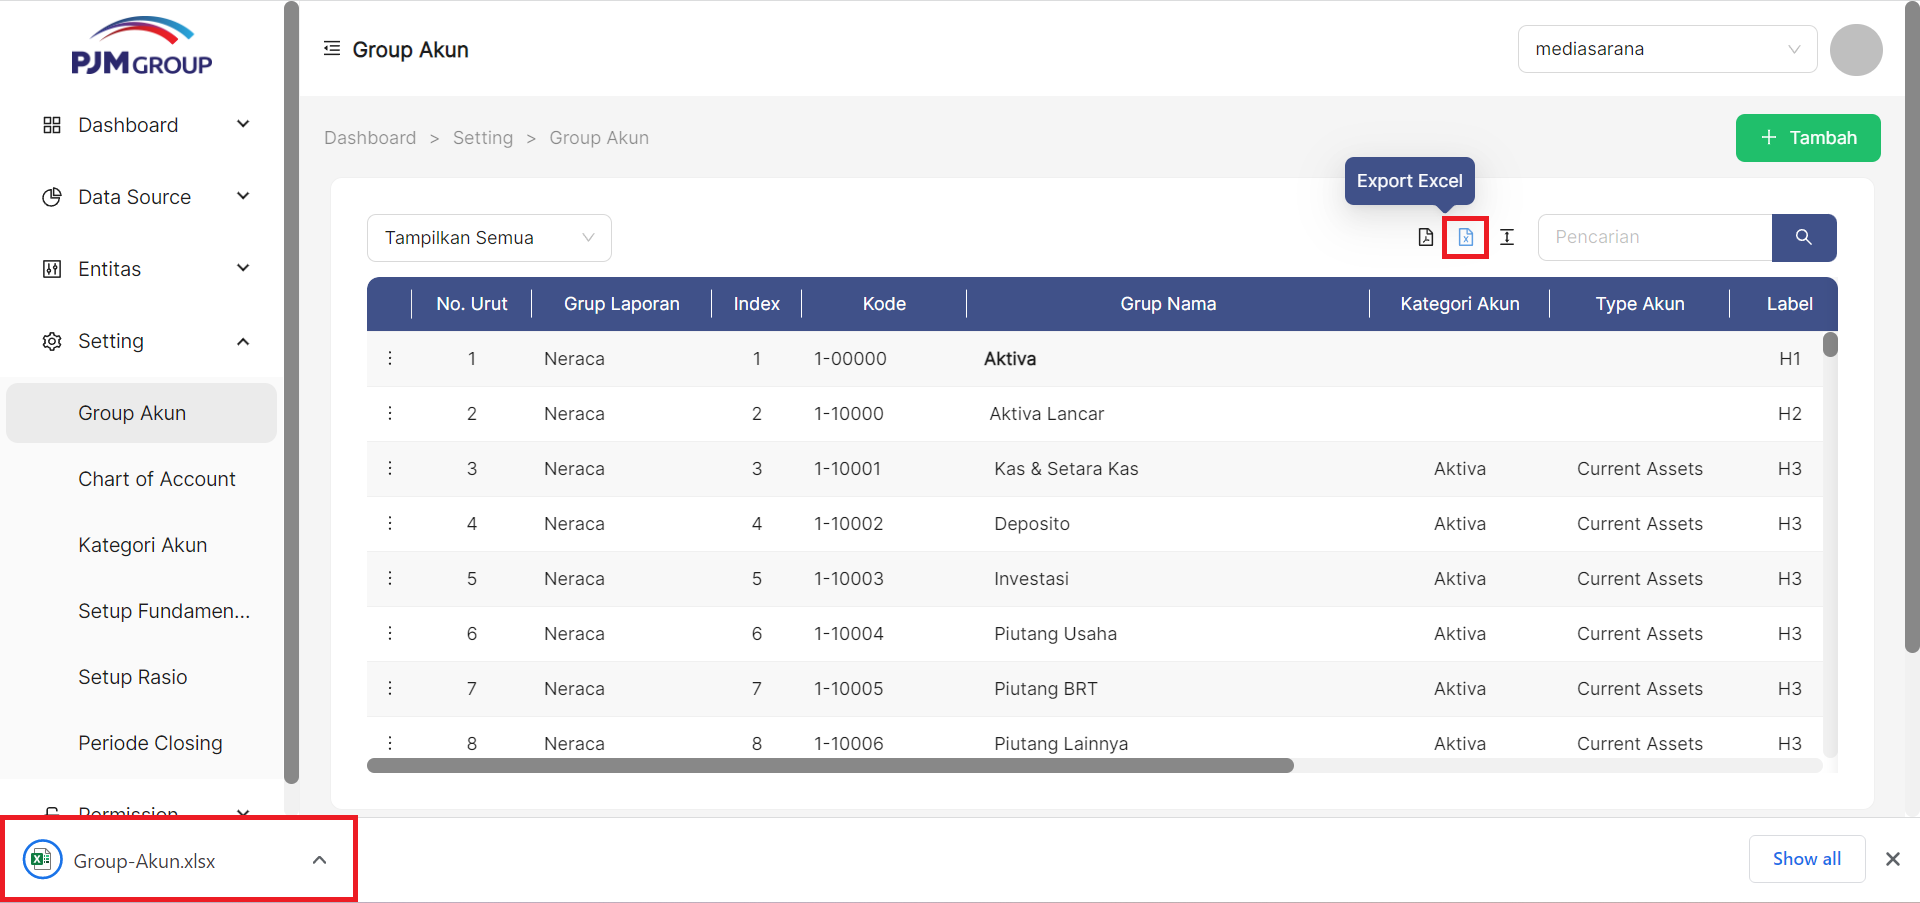 PJMGROUP
Group Akun
mediasarana
Dashboard
Data Source
Entitas
Setting
Group Akun
Chart of Account
Kategori Akun
Setup Fundamen...
Setup Rasio
Periode Closing
Permission
Dashboard > Setting > Group Akun
+ Tambah
Export Excel
Tampilkan Semua
Pencarian
No. Urut Grup Laporan Index Kode Grup Nama Kategori Akun Type Akun Label
1 Neraca 1 1-00000 Aktiva H1
2 Neraca 2 1-10000 Aktiva Lancar H2
3 Neraca 3 1-10001 Kas & Setara Kas Aktiva Current Assets H3
4 Neraca 4 1-10002 Deposito Aktiva Current Assets H3
5 Neraca 5 1-10003 Investasi Aktiva Current Assets H3
6 Neraca 6 1-10004 Piutang Usaha Aktiva Current Assets H3
7 Neraca 7 1-10005 Piutang BRT Aktiva Current Assets H3
8 Neraca 8 1-10006 Piutang Lainnya Aktiva Current Assets H3
Group-Akun.xlsx
Show all